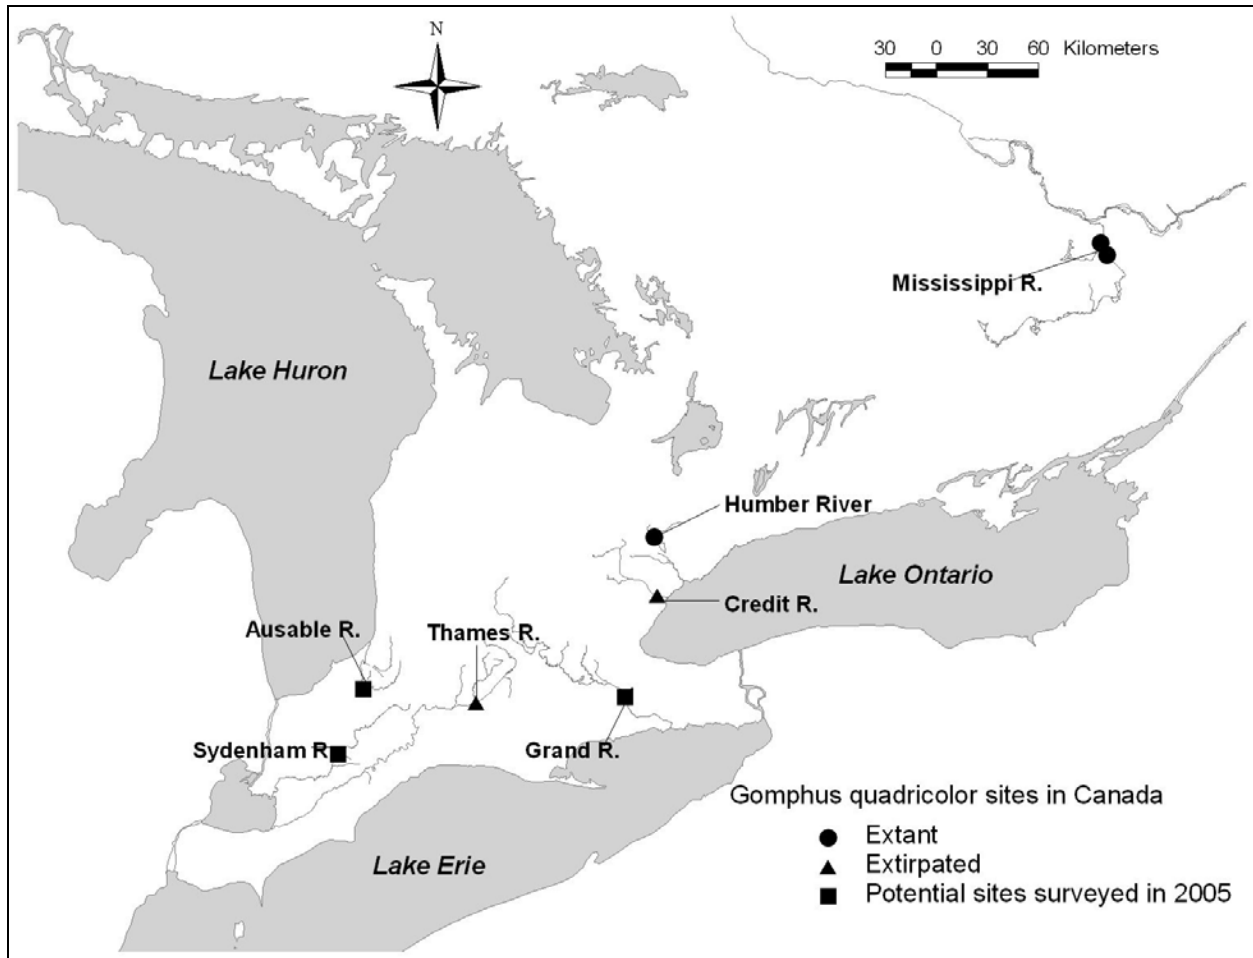 N
30 0 30 60 Kilometers
Mississippi R.
Lake Huron
Humber River
Lake Ontario
Credit R.
Ausable R.
Thames R.
Sydenham R.
Grand R.
Gomphus quadricolor sites in Canada
Extant
Extirpated
Lake Erie
Potential sites surveyed in 2005